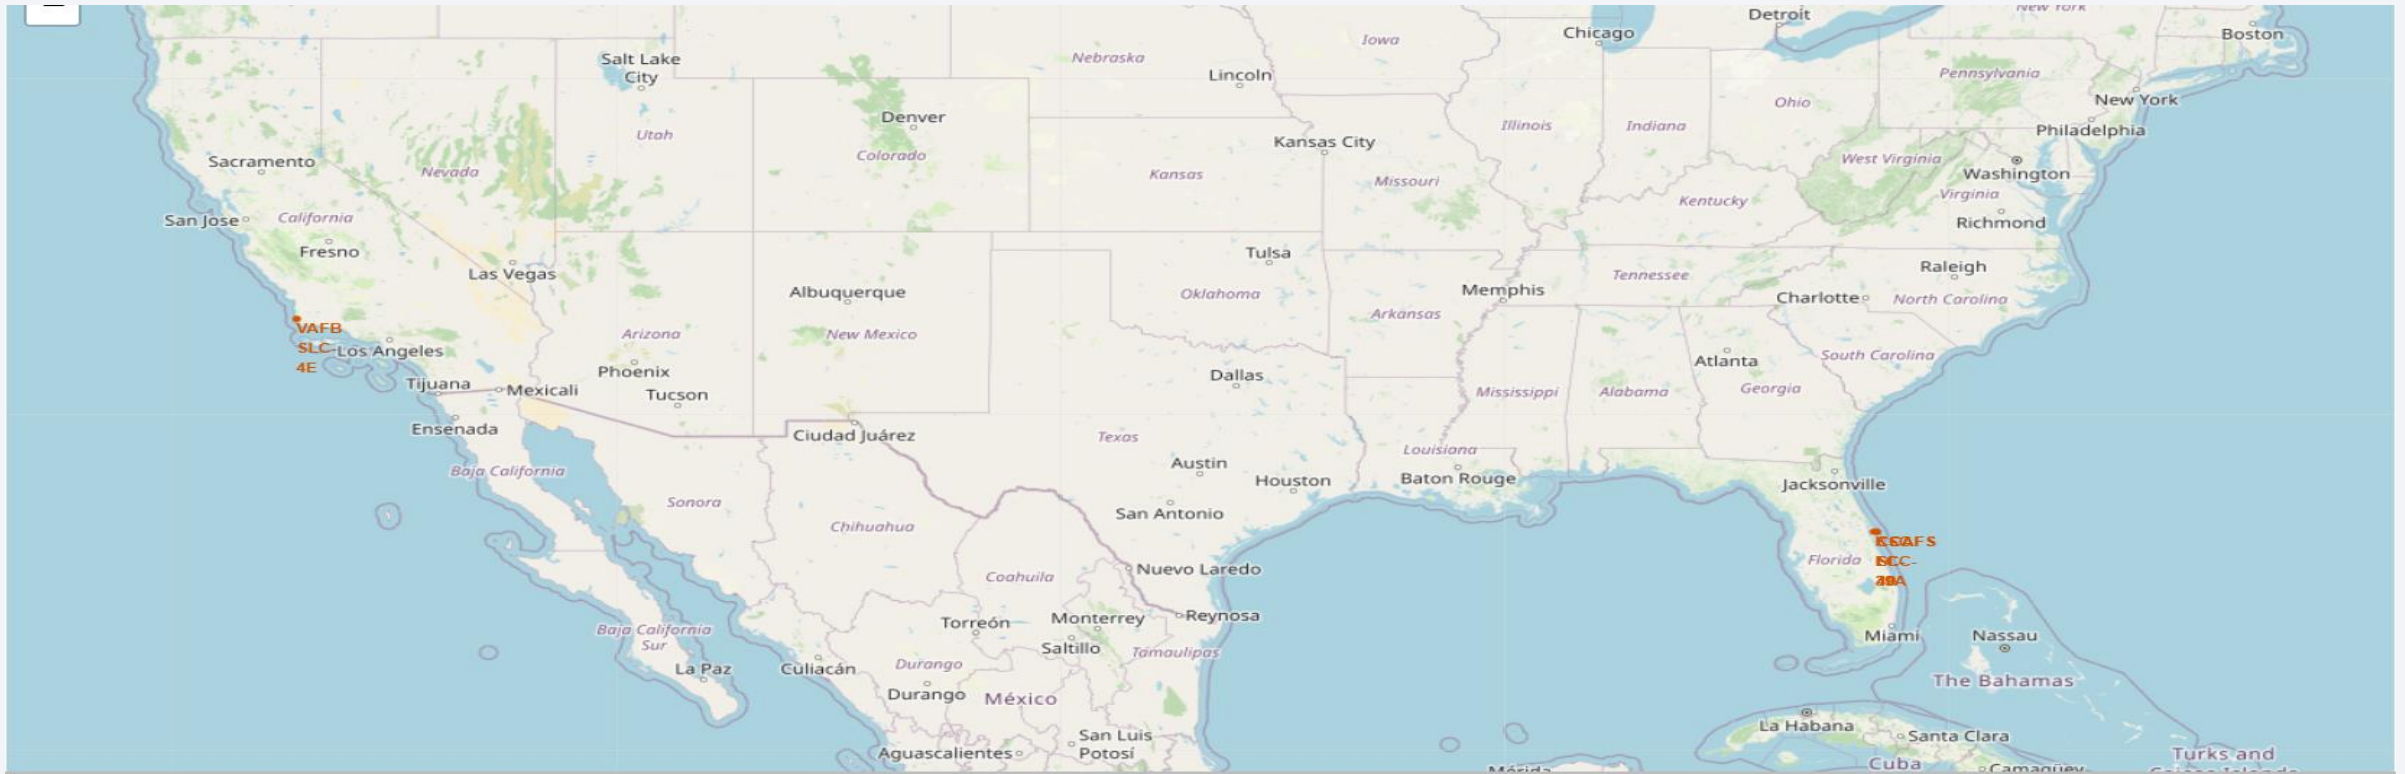 Detroit
New York
Chicago
Boston
Iowa
Salt Lake
City
Nebraska
Lincoln
Pennsylvania
New York
Ohio
Denver
Utah
Colorado
Kansas City
Illinois
Indiana
Philadelphia
Sacramento
Nevada
Kansas
Missouri
West Virginia
Washington
Virginia
Kentucky
San Jose
California
Richmond
Fresno
Las Vegas
Tulsa
Raleigh
Tennessee
Albuquerque
Oklahoma
Memphis
Charlotte
North Carolina
Arkansas
VAFB
SLC-
4E
Los Angeles
Arizona
New Mexico
Phoenix
Atlanta
South Carolina
Dallas
Tijuana
Mexicali
Tucson
Mississippi
Alabama
Georgia
Ensenada
Ciudad Juárez
Texas
Louisiana
Baja California
Austin
Houston
Baton Rouge
Jacksonville
Sonora
San Antonio
Chihuahua
Florida
Nuevo Laredo
Coahuila
Reynosa
Torreón
Monterrey
Baja California
Sur
Saltillo
Tamaulipas
Miami
Nassau
La Paz
Culiacán
Durango
Durango
México
The Bahamas
La Habana
Santa Clara
San Luis
Potosí
Aguascalientes
Turks and
Cuba
Camagüey
Mérida